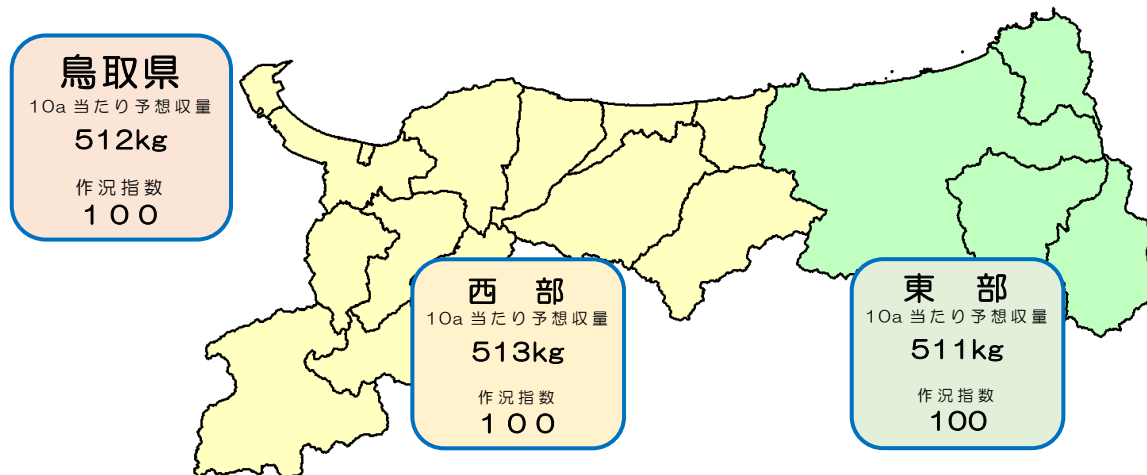 鳥取県
10a 当たり予想収量
512kg
作況指数
１００
西　部
10a 当たり予想収量
513kg
作況指数
１００
東　部
10a 当たり予想収量
511kg
作況指数
100